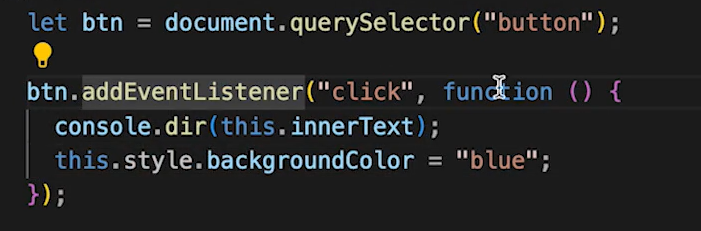 let btn = document.querySelector("button");
btn.addEventListener("click", function () {
  console.dir(this.innerText);
  this.style.backgroundColor = "blue";
});